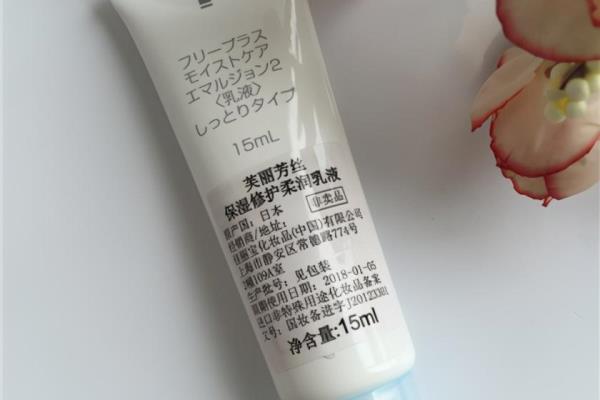 フリープラス
モイストケア
エマルジョン2
〈乳液〉
しっとりタイプ
15mL
芙丽芳丝
保湿修护柔润乳液
非卖品
原产国：日本
经销商/地址：
佳丽宝化妆品(中国)有限公司
上海市静安区常德路774号
2幢109A室
生产批号：见包装
限期使用日期：2018-01-05
进口非特殊用途化妆品备案
文号：国妆备进字J20123301
净含量:15ml